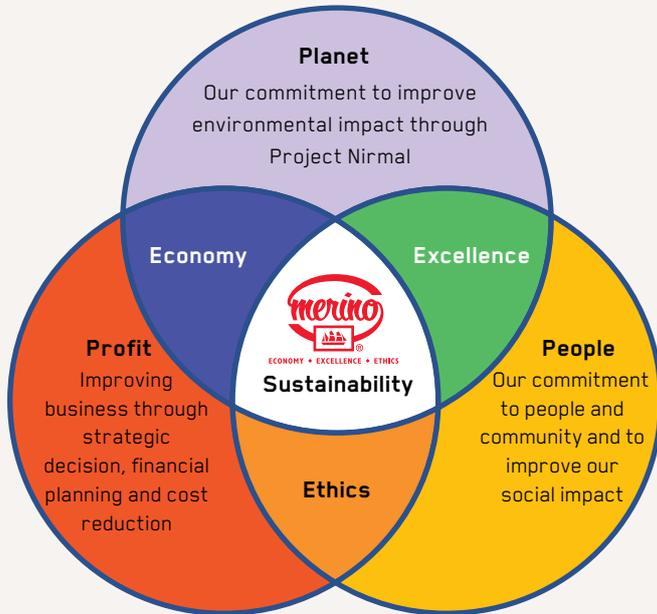 Planet
Our commitment to improve
environmental impact through
Project Nirmal
Economy
Excellence
merino
®
ECONOMY ✦ EXCELLENCE ✦ ETHICS
Sustainability
Profit
Improving
business through
strategic
decision, financial
planning and cost
reduction
People
Our commitment
to people and
community and to
improve our
social impact
Ethics